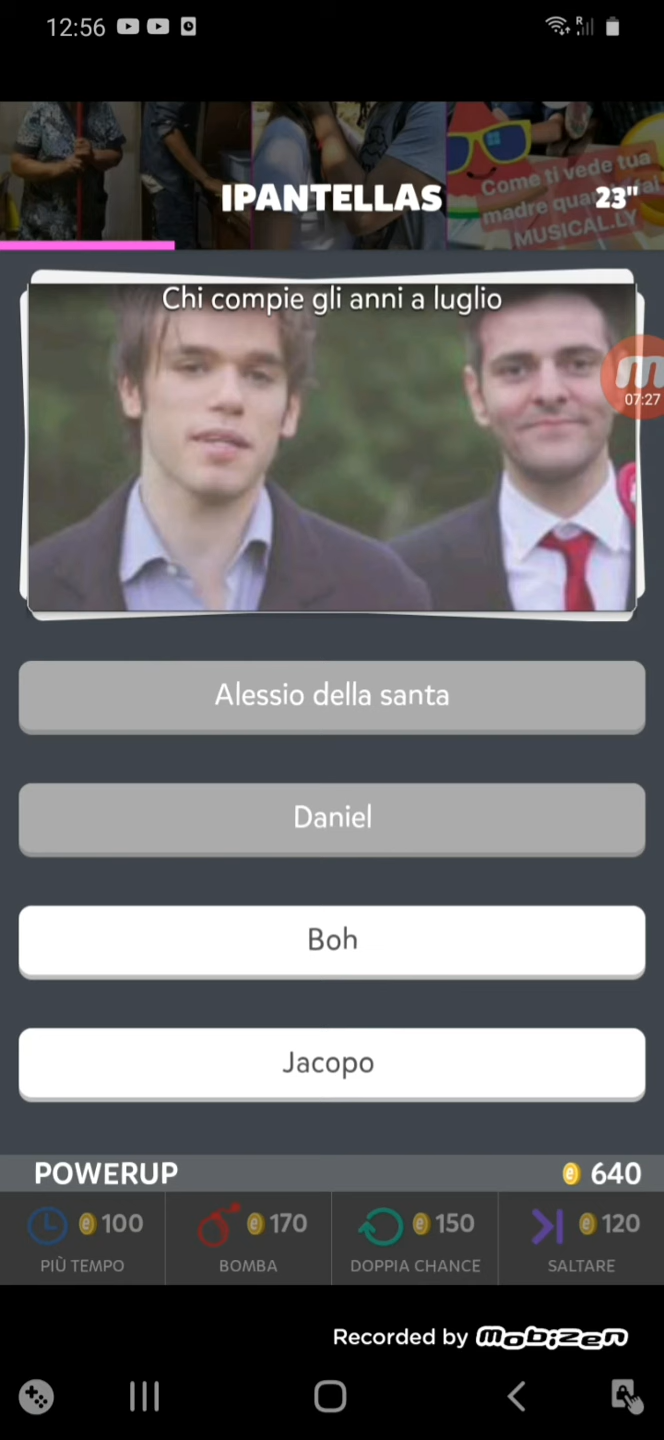 12:56
R
Come ti vede tua
IPANTELLAS
23"
madre qua
MUSICAL.LY
Chi compie gli anni a luglio
m
07:27
Alessio della santa
Daniel
Boh
Jacopo
POWERUP
e 640
e 100
e 170
e 150
e 120
PIÙ TEMPO
BOMBA
DOPPIA CHANCE
SALTARE
Recorded by mobizen